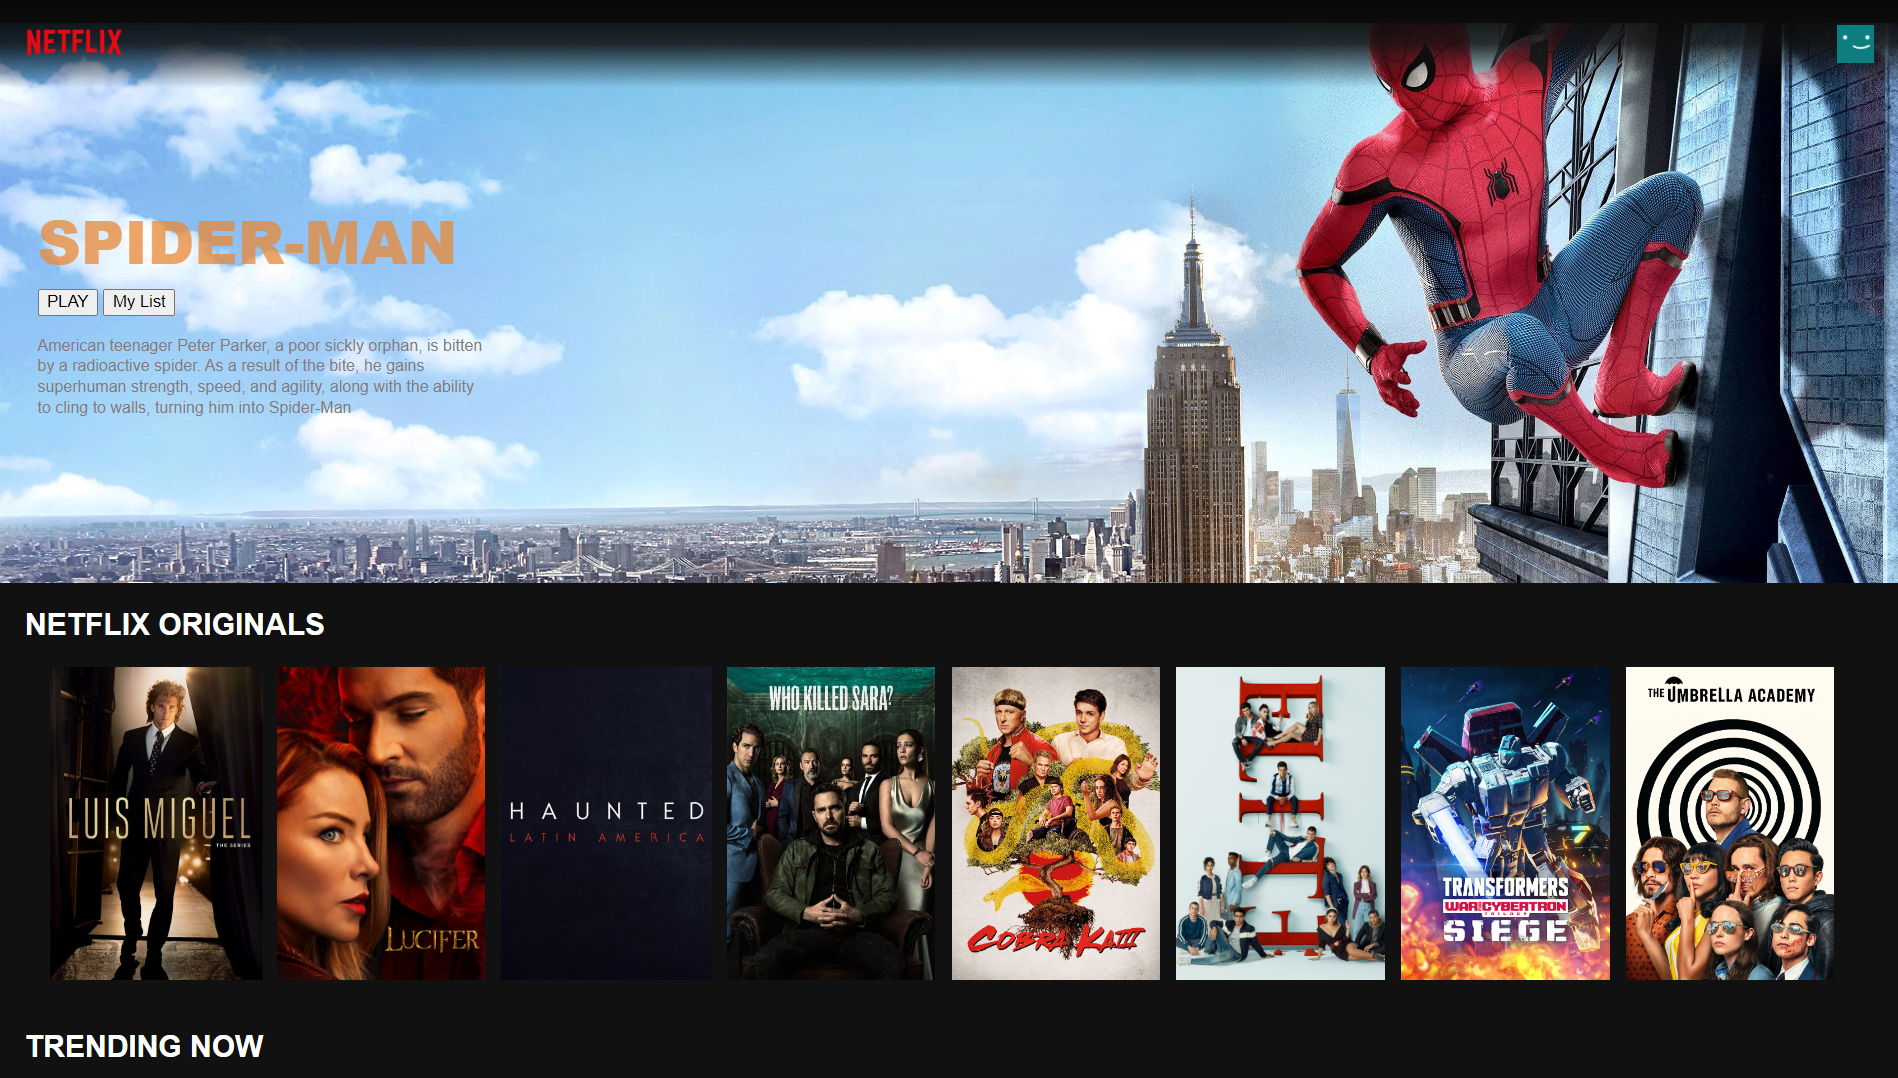 NETFLIX
SPIDER-MAN
PLAY
My List
American teenager Peter Parker, a poor sickly orphan, is bitten
by a radioactive spider. As a result of the bite, he gains
superhuman strength, speed, and agility, along with the ability
to cling to walls, turning him into Spider-Man
NETFLIX ORIGINALS
LUIS MIGUEL
THE SERIES
LUCIFER
HAUNTED
LATIN AMERICA
WHO KILLED SARA?
COBRA KAIII
ELITE
TRANSFORMERS
WAR FOR CYBERTRON
TRILOGY
SIEGE
THE UMBRELLA ACADEMY
TRENDING NOW